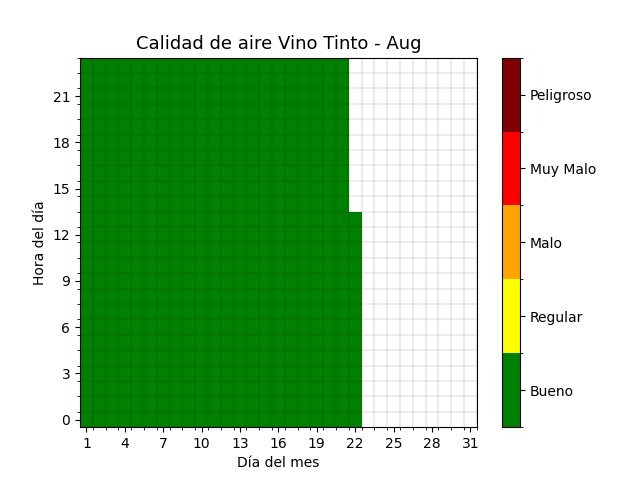 Calidad de aire Vino Tinto - Aug
Hora del día
21
18
15
12
9
6
3
0
1 4 7 10 13 16 19 22 25 28 31
Día del mes
Peligroso
Muy Malo
Malo
Regular
Bueno